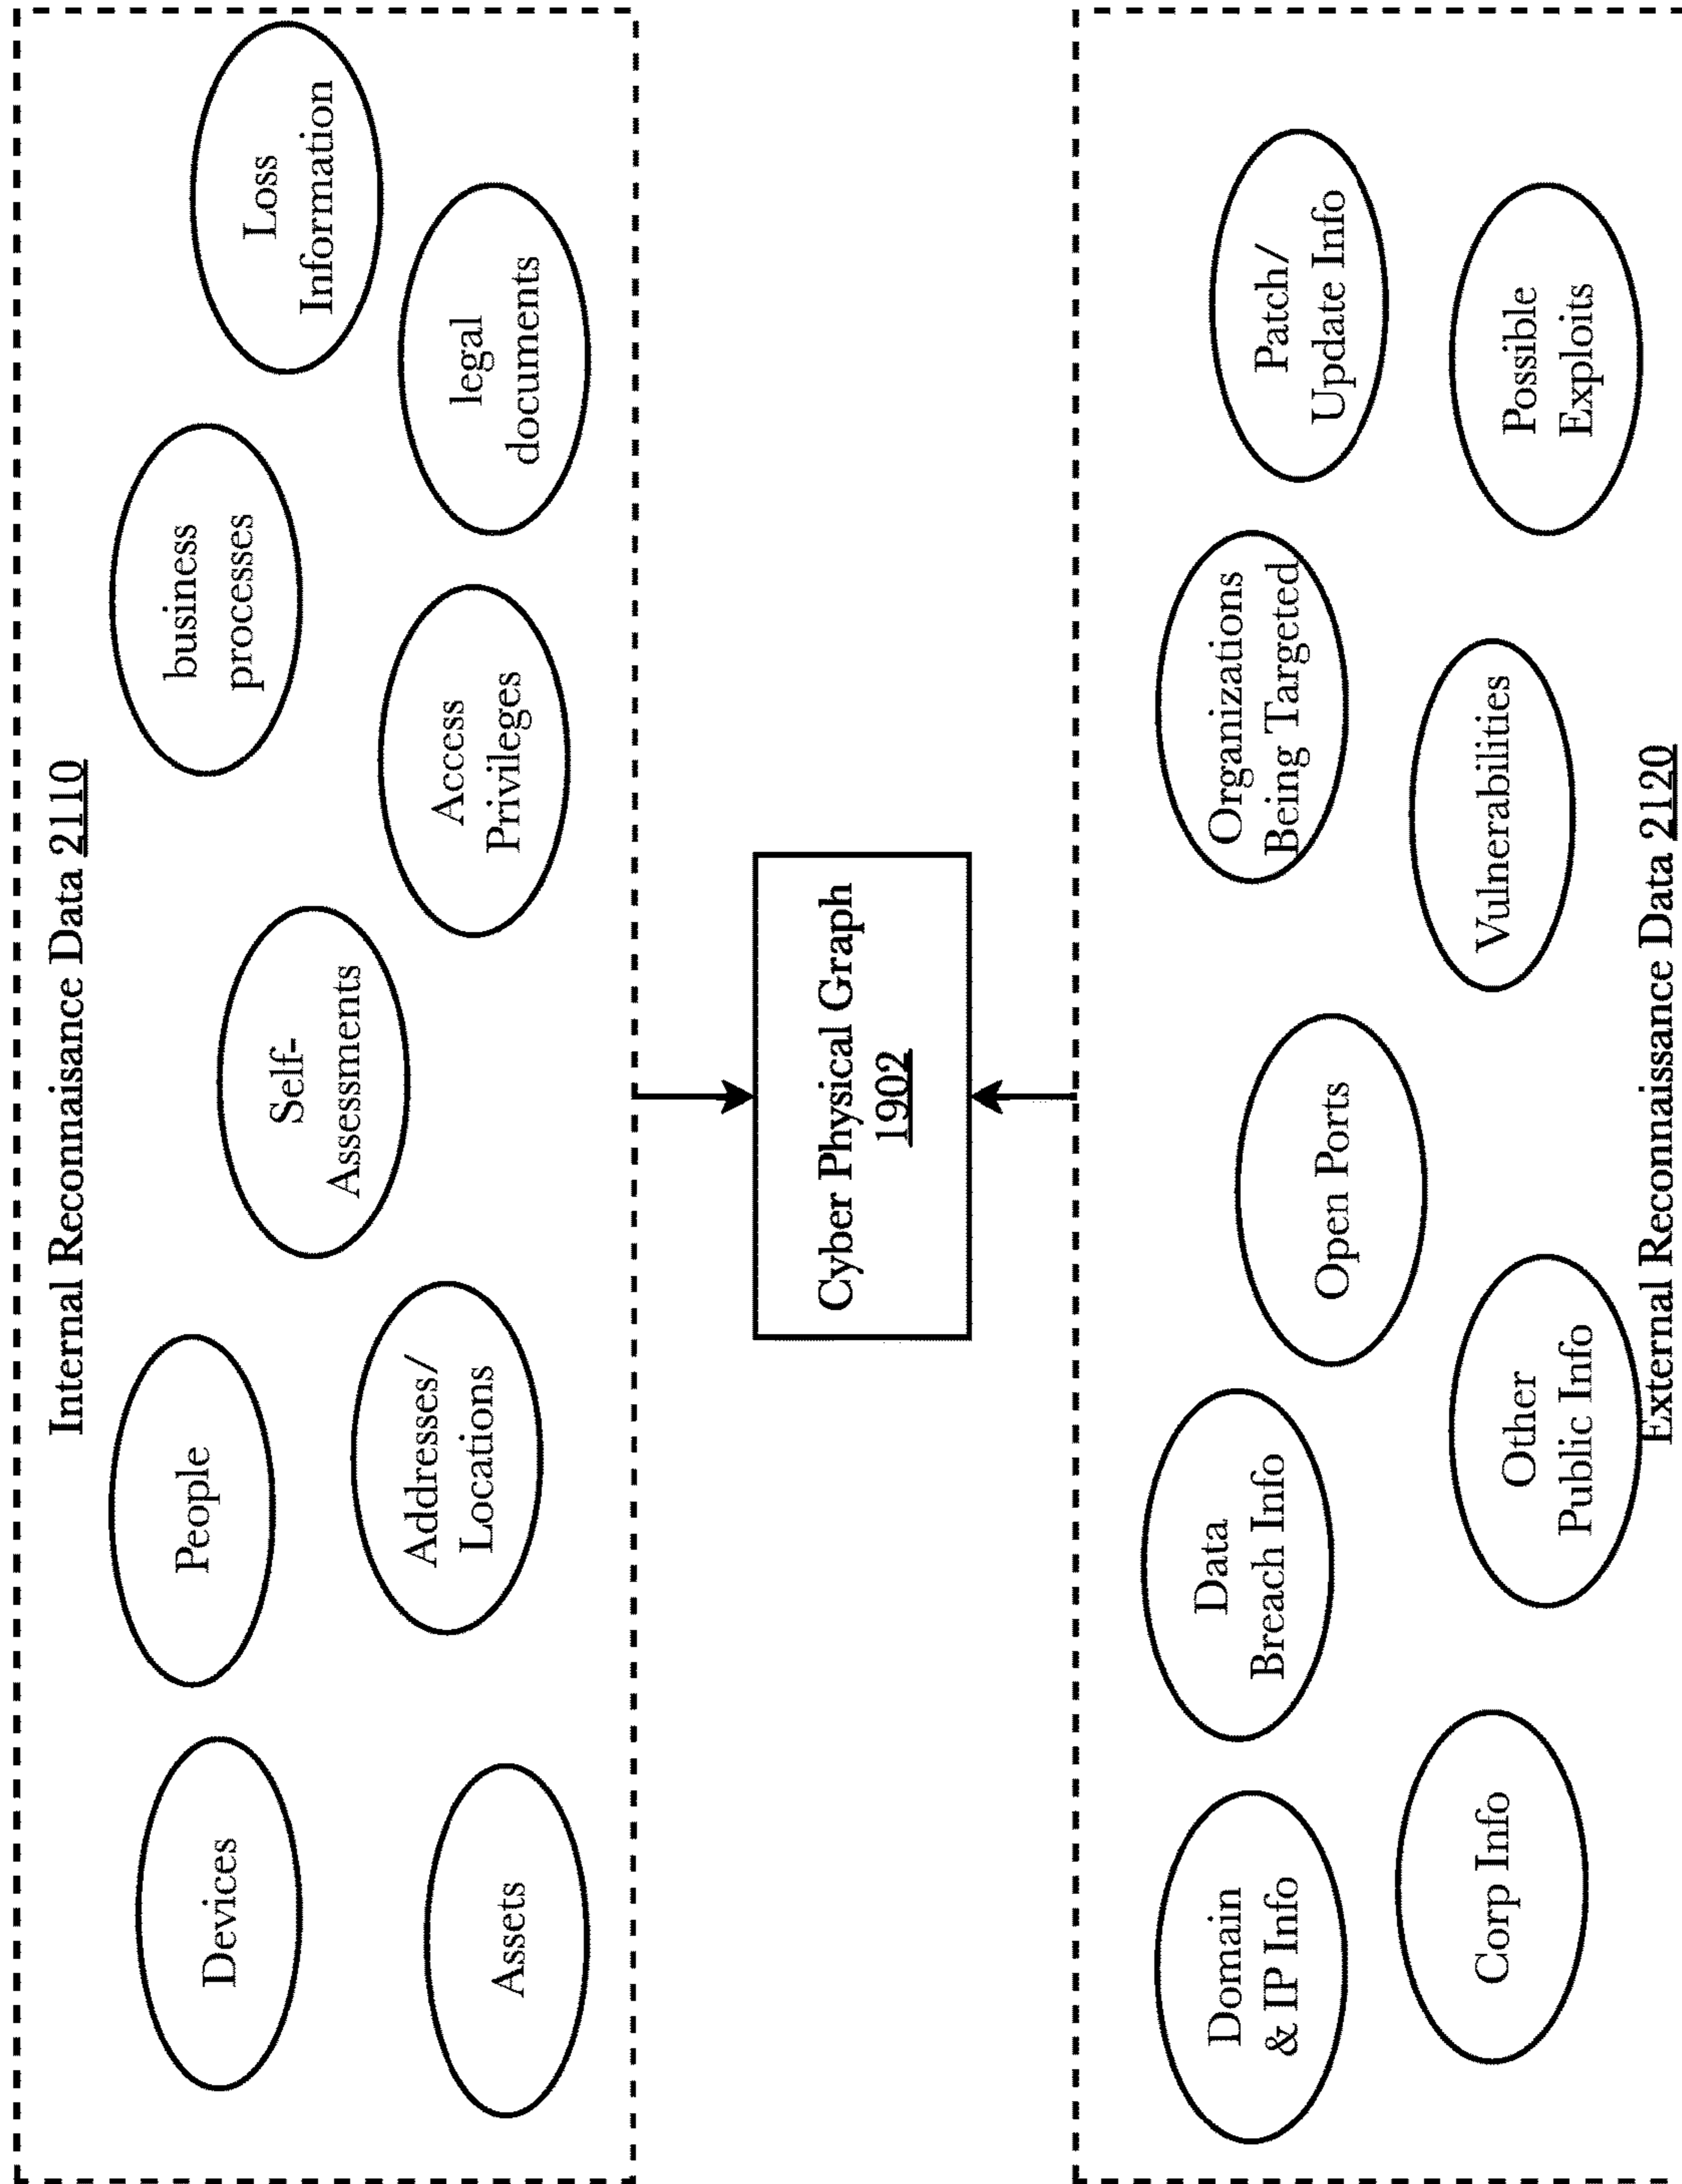 Internal Reconnaisance Data 2110
Devices
People
business
processes
Loss
Information
Self-
Assessments
Assets
Addresses/
Locations
Access
Privileges
legal
documents
Cyber Physical Graph
1902
Domain
& IP Info
Data
Breach Info
Organizations
Being Targeted
Patch/
Update Info
Open Ports
Corp Info
Other
Public Info
Vulnerabilities
Possible
Exploits
External Reconnaissance Data 2120